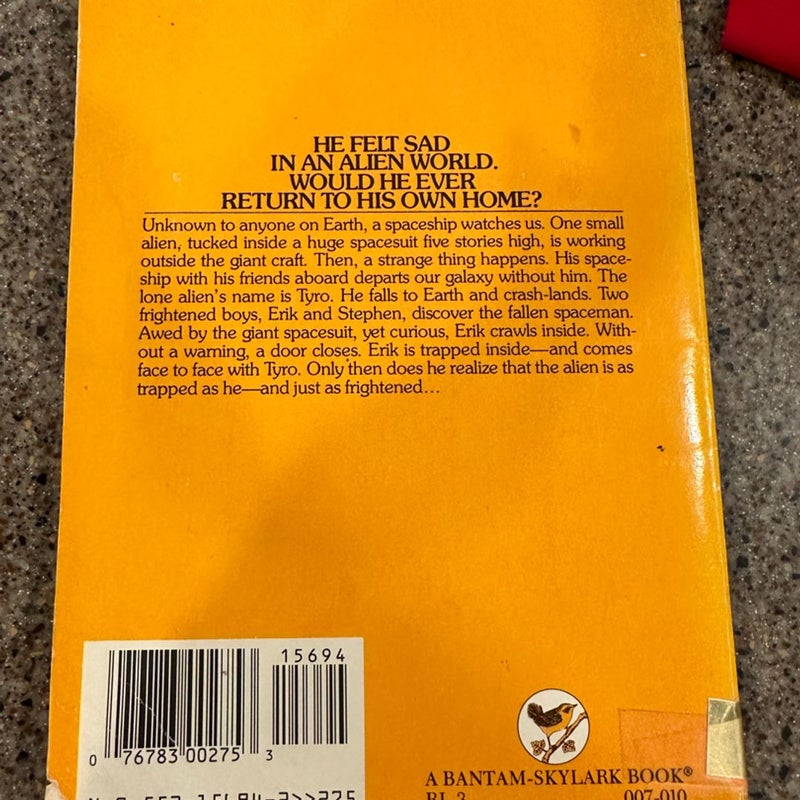 HE FELT SAD
IN AN ALIEN WORLD.
WOULD HE EVER
RETURN TO HIS OWN HOME?
Unknown to anyone on Earth, a spaceship watches us. One small
alien, tucked inside a huge spacesuit five stories high, is working
outside the giant craft. Then, a strange thing happens. His space-
ship with his friends aboard departs our galaxy without him. The
lone alien's name is Tyro. He falls to Earth and crash-lands. Two
frightened boys, Erik and Stephen, discover the fallen spaceman.
Awed by the giant spacesuit, yet curious, Erik crawls inside. With-
out a warning, a door closes. Erik is trapped inside—and comes
face to face with Tyro. Only then does he realize that the alien is as
trapped as he—and just as frightened...
15694
0 76783 00275 3
A BANTAM-SKYLARK BOOK®
RL 3
007-010